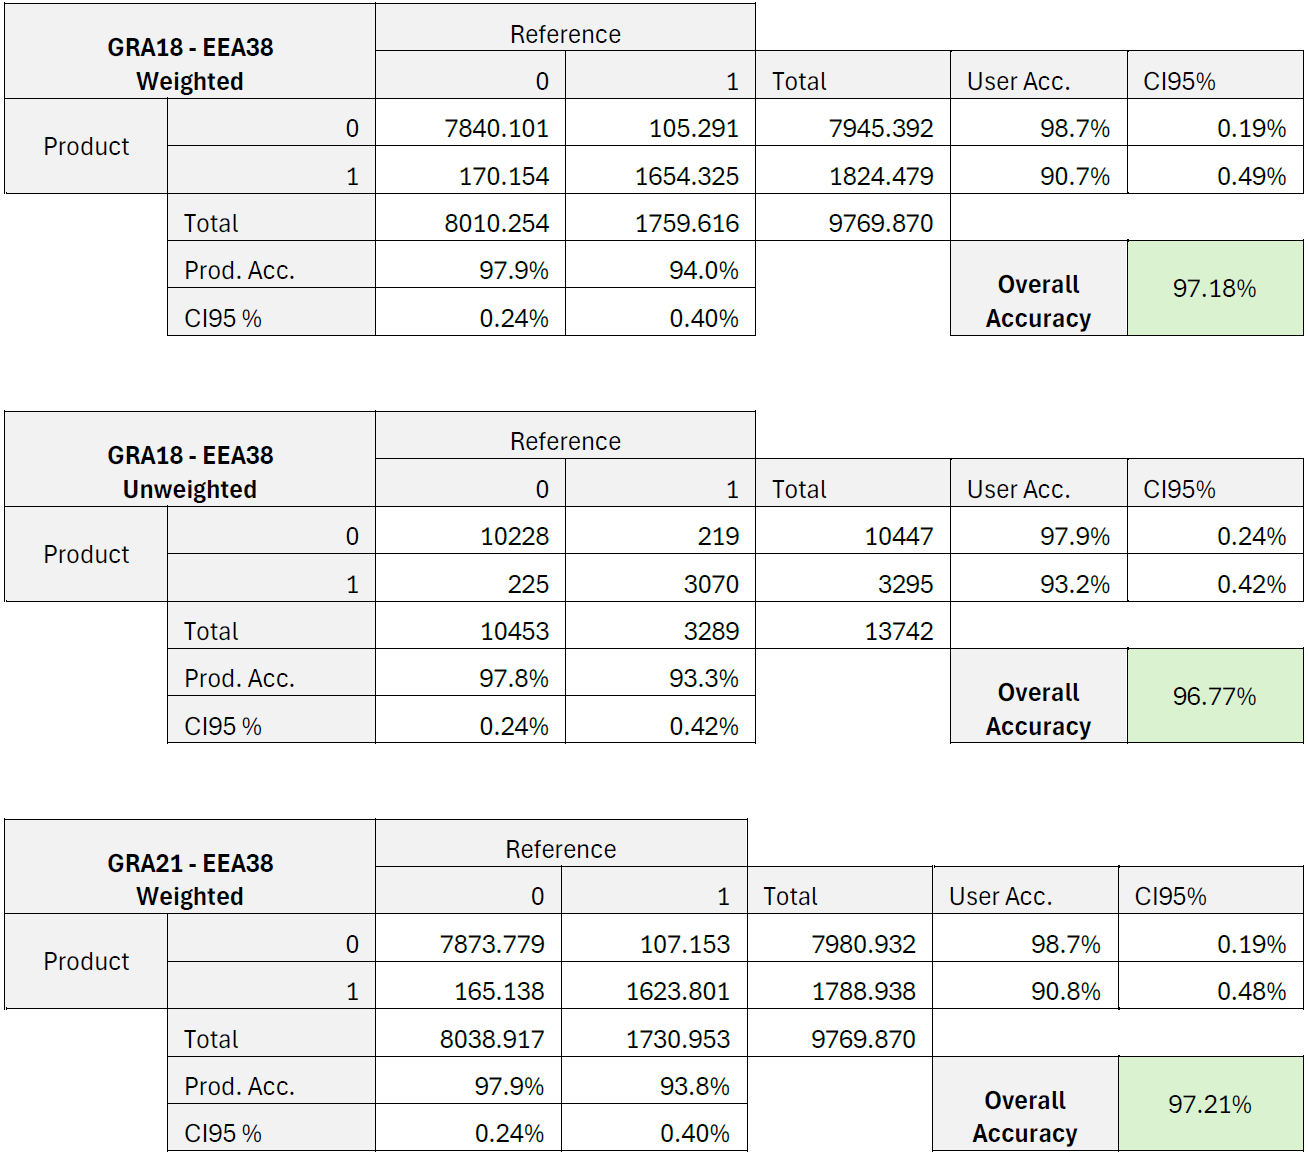 GRA18 - EEA38
Weighted
Reference
0 1 Total User Acc. CI95%
Product
0 7840.101 105.291 7945.392 98.7% 0.19%
1 170.154 1654.325 1824.479 90.7% 0.49%
Total 8010.254 1759.616 9769.870
Prod. Acc. 97.9% 94.0%
CI95 % 0.24% 0.40%
Overall
Accuracy
97.18%
GRA18 - EEA38
Unweighted
Reference
0 1 Total User Acc. CI95%
Product
0 10228 219 10447 97.9% 0.24%
1 225 3070 3295 93.2% 0.42%
Total 10453 3289 13742
Prod. Acc. 97.8% 93.3%
CI95 % 0.24% 0.42%
Overall
Accuracy
96.77%
GRA21 - EEA38
Weighted
Reference
0 1 Total User Acc. CI95%
Product
0 7873.779 107.153 7980.932 98.7% 0.19%
1 165.138 1623.801 1788.938 90.8% 0.48%
Total 8038.917 1730.953 9769.870
Prod. Acc. 97.9% 93.8%
CI95 % 0.24% 0.40%
Overall
Accuracy
97.21%